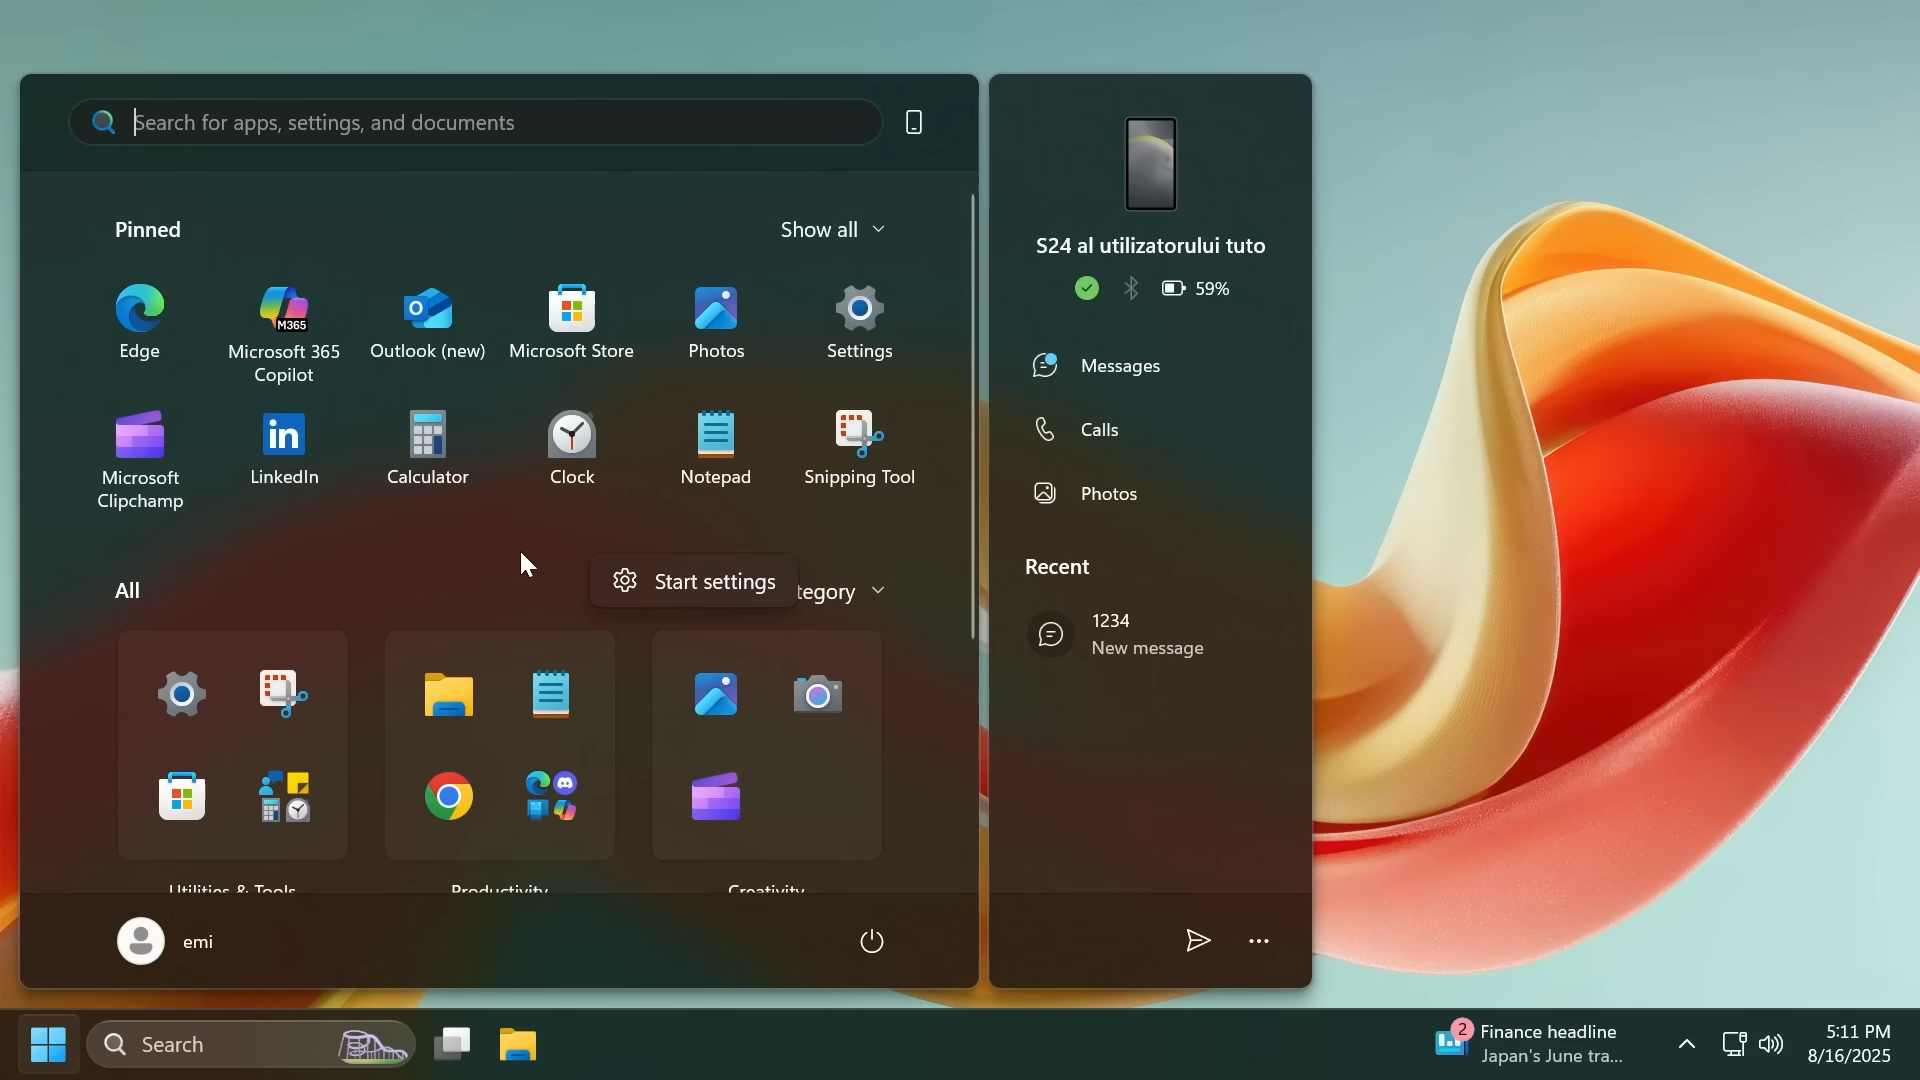 Search for apps, settings, and documents
Pinned
Show all
Edge
M365
Microsoft 365
Copilot
Outlook (new)
Microsoft Store
Photos
Settings
Microsoft
Clipchamp
in
LinkedIn
Calculator
Clock
Notepad
Snipping Tool
All
Start settings
tegory
Utilities & Tools
Productivity
Creativity
emi
S24 al utilizatorului tuto
59%
Messages
Calls
Photos
Recent
1234
New message
Search
2
Finance headline
Japan's June tra...
5:11 PM
8/16/2025